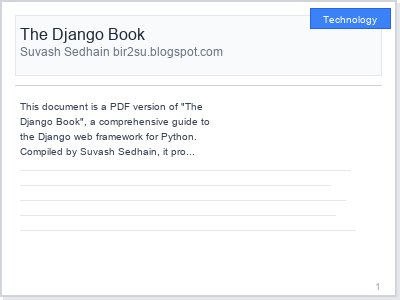 Technology
The Django Book
Suvash Sedhain bir2su.blogspot.com
This document is a PDF version of "The
Django Book", a comprehensive guide to
the Django web framework for Python.
Compiled by Suvash Sedhain, it pro...
1